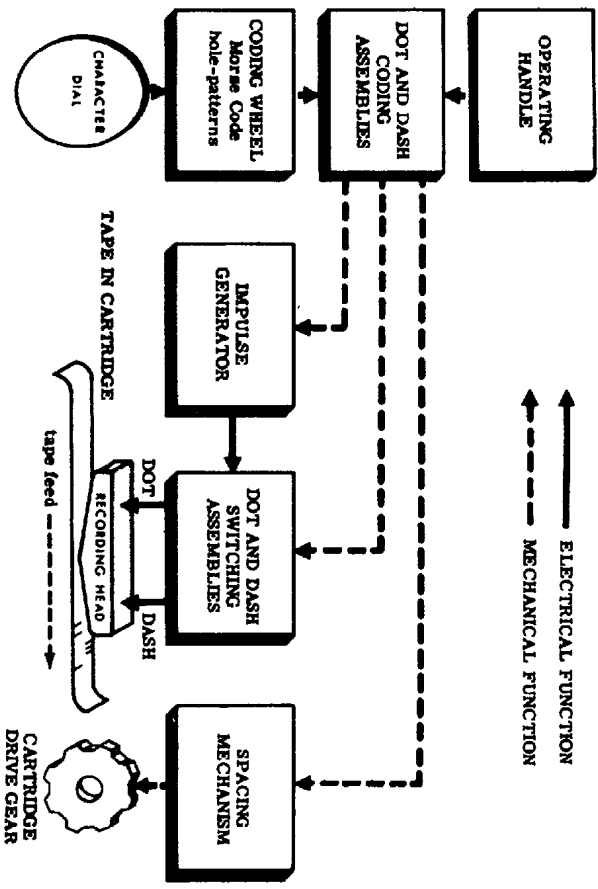 OPERATING
HANDLE
DOT AND DASH
CODING
ASSEMBLIES
CODING WHEEL
Morse Code
hole-patterns
CHARACTER
DIAL
ELECTRICAL FUNCTION
MECHANICAL FUNCTION
IMPULSE
GENERATOR
DOT AND DASH
SWITCHING
ASSEMBLIES
SPACING
MECHANISM
DOT
DASH
RECORDING HEAD
TAPE IN CARTRIDGE
tape feed
CARTRIDGE
DRIVE GEAR